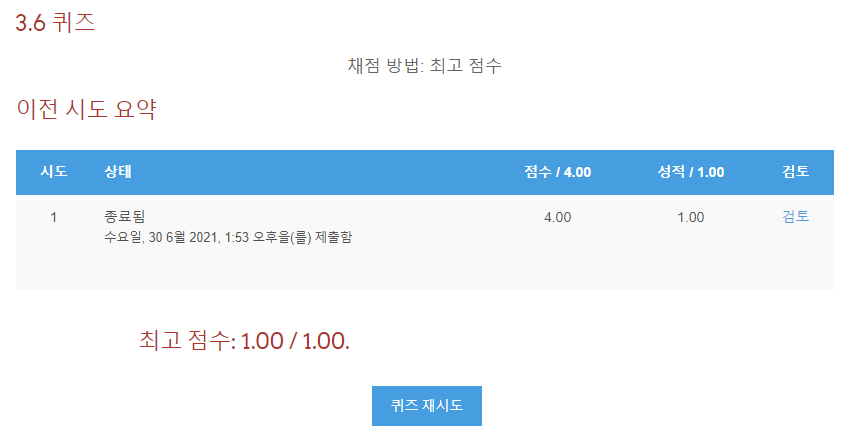 3.6 퀴즈
채점 방법: 최고 점수
이전 시도 요약
시도 상태 점수 / 4.00 성적 / 1.00 검토
1 종료됨 4.00 1.00 검토
수요일, 30 6월 2021, 1:53 오후을(를) 제출함
최고 점수: 1.00 / 1.00.
퀴즈 재시도